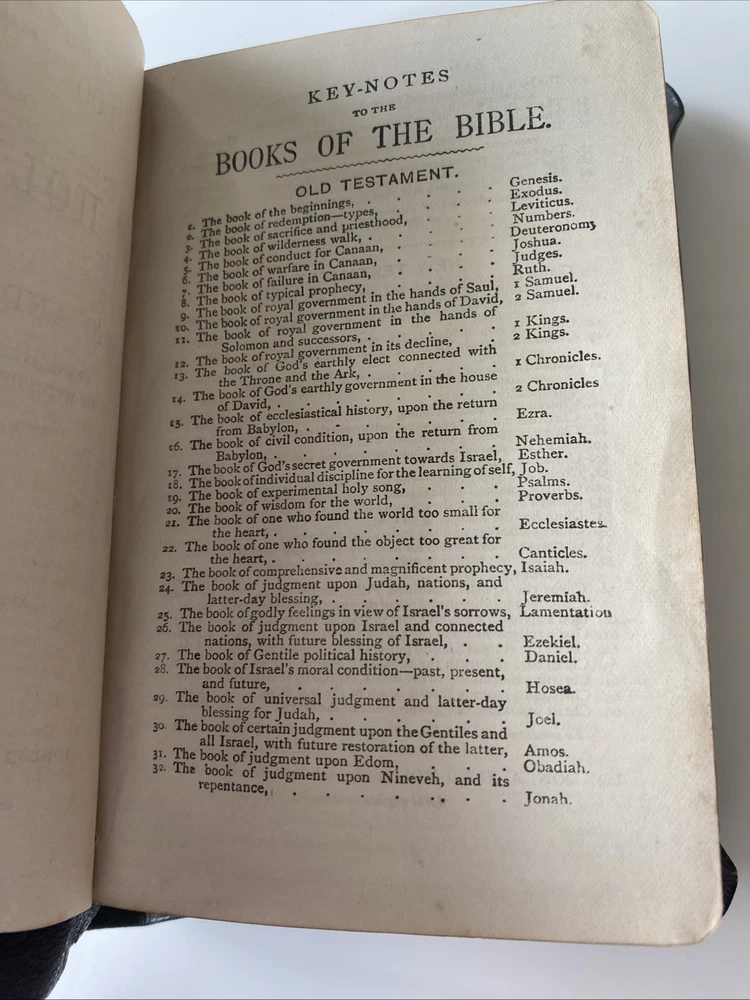 KEY-NOTES
TO THE
BOOKS OF THE BIBLE.
OLD TESTAMENT.
1. The book of the beginnings, . . . . Genesis.
2. The book of redemption—types, . . . Exodus.
3. The book of sacrifice and priesthood, . . . Leviticus.
4. The book of wilderness walk, . . . . Numbers.
5. The book of conduct for Canaan, . . . Deuteronomy
6. The book of warfare in Canaan, . . . . Joshua.
7. The book of failure in Canaan, . . . . Judges.
8. The book of typical prophecy, . . . . Ruth.
9. The book of royal government in the hands of Saul, 1 Samuel.
10. The book of royal government in the hands of David, 2 Samuel.
11. The book of royal government in the hands of
Solomon and successors, . . . . . 1 Kings.
12. The book of royal government in its decline, . 2 Kings.
13. The book of God's earthly elect connected with
the Throne and the Ark, . . . . . 1 Chronicles.
14. The book of God's earthly government in the house
of David, . . . . . . . 2 Chronicles
15. The book of ecclesiastical history, upon the return
from Babylon, . . . . . . Ezra.
16. The book of civil condition, upon the return from
Babylon, . . . . . . . Nehemiah.
17. The book of God's secret government towards Israel, Esther.
18. The book of individual discipline for the learning of self, Job.
19. The book of experimental holy song, . . . Psalms.
20. The book of wisdom for the world, . . . Proverbs.
21. The book of one who found the world too small for
the heart, . . . . . . . Ecclesiastes.
22. The book of one who found the object too great for
the heart, . . . . . . . Canticles.
23. The book of comprehensive and magnificent prophecy, Isaiah.
24. The book of judgment upon Judah, nations, and
latter-day blessing, . . . . . . Jeremiah.
25. The book of godly feelings in view of Israel's sorrows, Lamentation
26. The book of judgment upon Israel and connected
nations, with future blessing of Israel, . . Ezekiel.
27. The book of Gentile political history, . . . Daniel.
28. The book of Israel's moral condition—past, present,
and future, . . . . . . . Hosea.
29. The book of universal judgment and latter-day
blessing for Judah, . . . . . . Joel.
30. The book of certain judgment upon the Gentiles and
all Israel, with future restoration of the latter, Amos.
31. The book of judgment upon Edom, . . . . Obadiah.
32. The book of judgment upon Nineveh, and its
repentance, . . . . . . . Jonah.